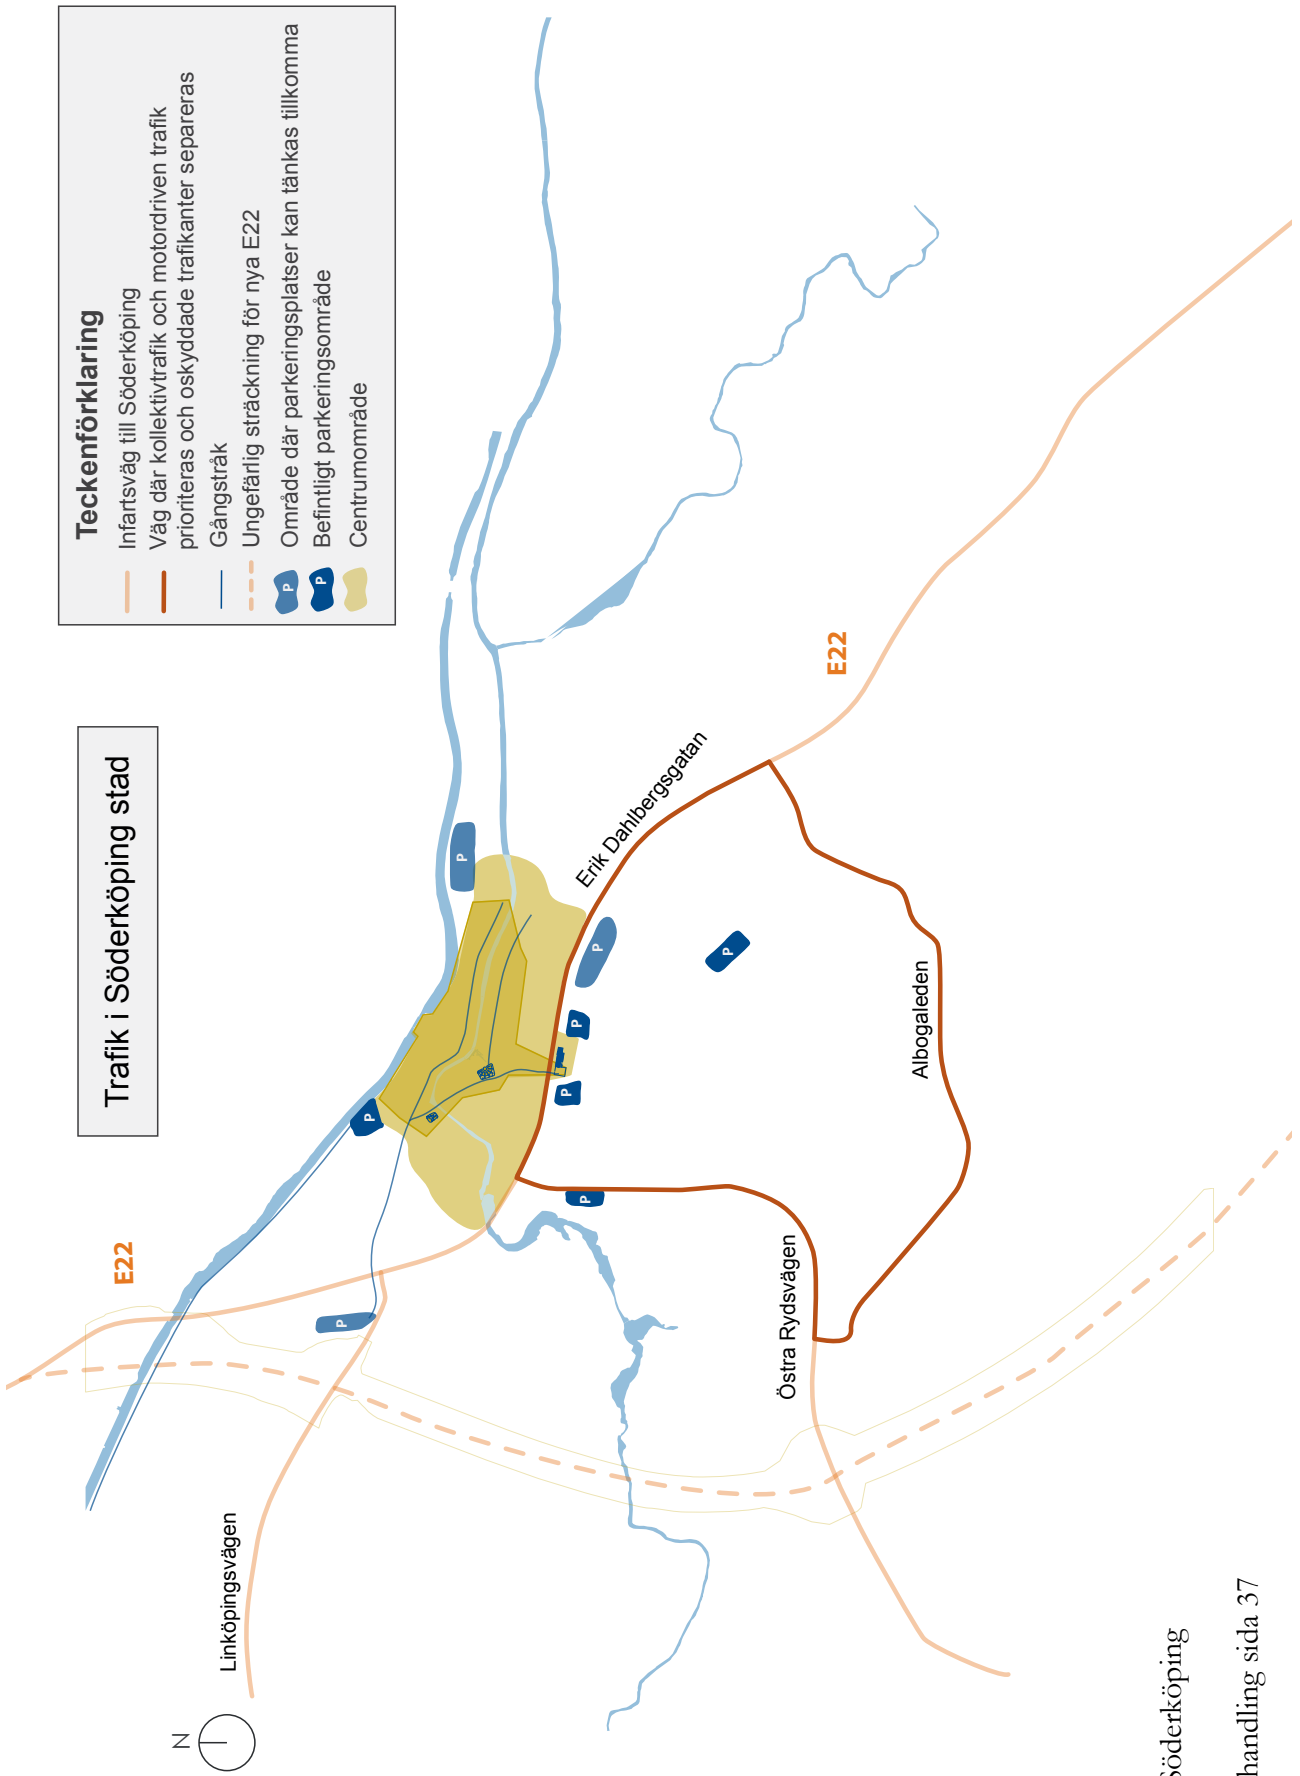 Trafik i Söderköping stad
Teckenförklaring
Infartsväg till Söderköping
Väg där kollektivtrafik och motordriven trafik
prioriteras och oskyddade trafikanter separeras
Gångstråk
Ungefärlig sträckning för nya E22
P
Område där parkeringsplatser kan tänkas tillkomma
P
Befintligt parkeringsområde
Centrumområde
N
Linköpingsvägen
E22
P
P
P
P
P
P
P
P
Erik Dahlbergsgatan
E22
Östra Rydsvägen
Albogaleden
Söderköping
handling sida 37